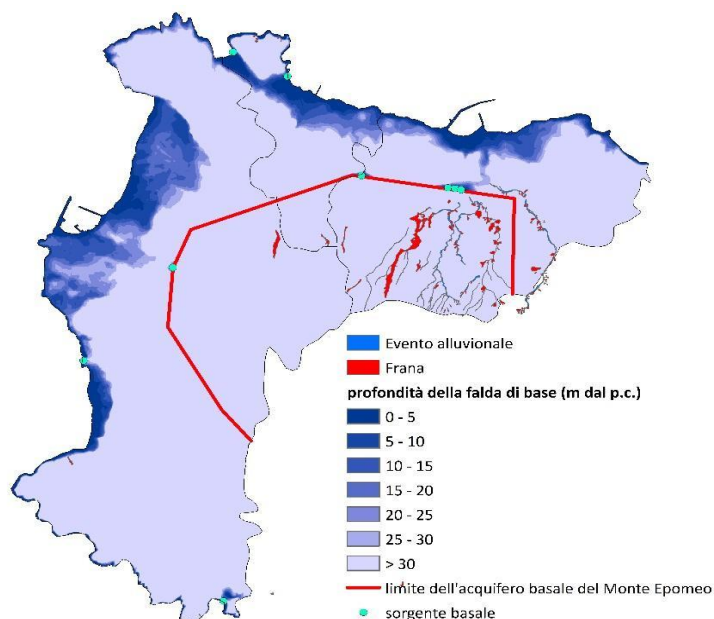 Evento alluvionale
Frana
profondità della falda di base (m dal p.c.)
0 - 5
5 - 10
10 - 15
15 - 20
20 - 25
25 - 30
> 30
limite dell'acquifero basale del Monte Epomeo
sorgente basale